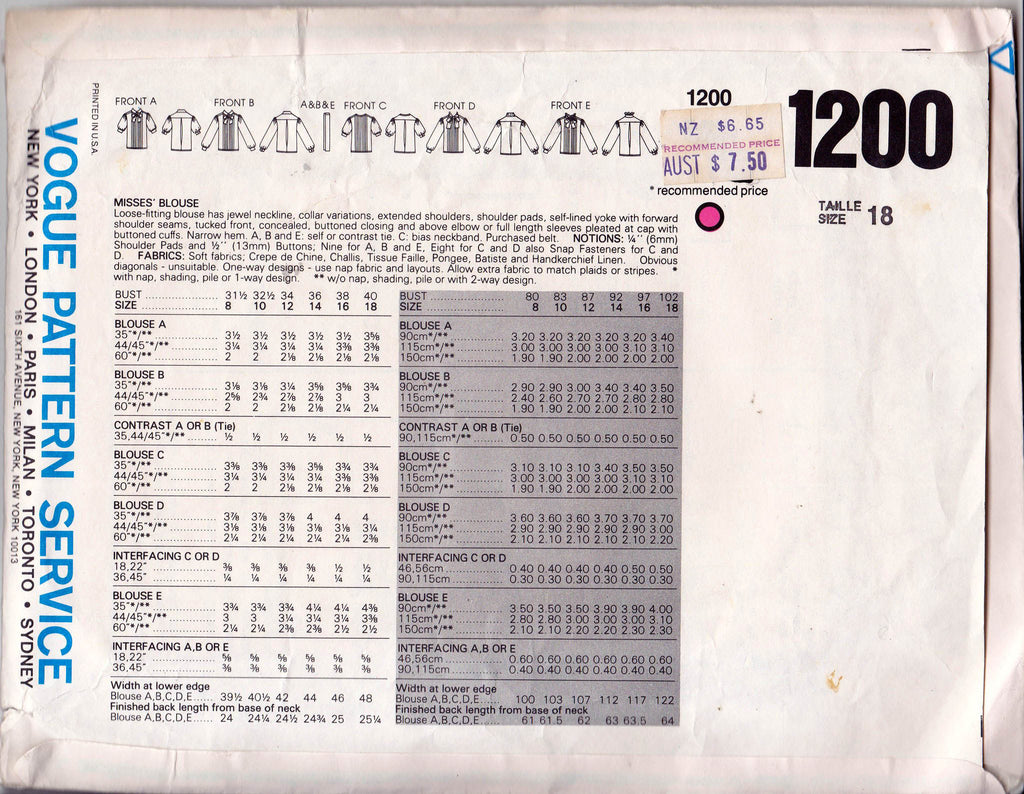 PRINTED IN U.S.A.
VOGUE PATTERN SERVICE
NEW YORK • LONDON • PARIS • MILAN • TORONTO • SYDNEY
161 SIXTH AVENUE, NEW YORK, NEW YORK 10013
FRONT A FRONT B A&B&E FRONT C FRONT D FRONT E
1200
1200
NZ $6.65
RECOMMENDED PRICE
AUST $ 7.50
* recommended price
TAILLE
SIZE 18
MISSES' BLOUSE
Loose-fitting blouse has jewel neckline, collar variations, extended shoulders, shoulder pads, self-lined yoke with forward
shoulder seams, tucked front, concealed, buttoned closing and above elbow or full length sleeves pleated at cap with
buttoned cuffs. Narrow hem. A, B and E: self or contrast tie. C: bias neckband. Purchased belt. NOTIONS: ¼" (6mm)
Shoulder Pads and ½" (13mm) Buttons; Nine for A, B and E, Eight for C and D also Snap Fasteners for C and
D. FABRICS: Soft fabrics; Crepe de Chine, Challis, Tissue Faille, Pongee, Batiste and Handkerchief Linen. Obvious
diagonals - unsuitable. One-way designs - use nap fabric and layouts. Allow extra fabric to match plaids or stripes. *
with nap, shading, pile or 1-way design. ** w/o nap, shading, pile or with 2-way design.
BUST 31½ 32½ 34 36 38 40
SIZE 8 10 12 14 16 18
BLOUSE A
35"*/** 3½ 3½ 3½ 3½ 3½ 3⅝
44/45"*/** 3¼ 3¼ 3¼ 3¼ 3⅜ 3⅜
60"*/** 2 2 2⅛ 2⅛ 2⅛ 2⅛
BLOUSE B
35"*/** 3⅛ 3⅛ 3¼ 3⅝ 3⅝ 3¾
44/45"*/** 2⅝ 2¾ 2⅞ 2⅞ 3 3
60"*/** 2 2 2⅛ 2⅛ 2¼ 2¼
CONTRAST A OR B (Tie)
35,44/45"*/** ½ ½ ½ ½ ½ ½
BLOUSE C
35"*/** 3⅜ 3⅜ 3⅜ 3⅝ 3¾ 3¾
44/45"*/** 3¼ 3¼ 3¼ 3¼ 3⅜ 3⅜
60"*/** 2 2 2⅛ 2⅛ 2⅛ 2⅛
BLOUSE D
35"*/** 3⅞ 3⅞ 3⅞ 4 4 4
44/45"*/** 3⅛ 3⅛ 3⅛ 3⅛ 3⅛ 3¼
60"*/** 2¼ 2¼ 2¼ 2¼ 2¼ 2⅜
INTERFACING C OR D
18,22" ⅜ ⅜ ⅜ ⅜ ½ ½
36,45" ¼ ¼ ¼ ¼ ¼ ¼
BLOUSE E
35"*/** 3¾ 3¾ 3¾ 4¼ 4¼ 4⅜
44/45"*/** 3 3 3¼ 3¼ 3¼ 3⅜
60"*/** 2¼ 2¼ 2⅜ 2⅜ 2½ 2½
INTERFACING A,B OR E
18,22" ⅝ ⅝ ⅝ ⅝ ⅝ ⅝
36,45" ⅜ ⅜ ⅜ ⅜ ⅜ ⅜
Width at lower edge
Blouse A,B,C,D,E 39½ 40½ 42 44 46 48
Finished back length from base of neck
Blouse A,B,C,D,E 24 24¼ 24½ 24¾ 25 25¼
BUST 80 83 87 92 97 102
SIZE 8 10 12 14 16 18
BLOUSE A
90cm*/** 3.20 3.20 3.20 3.20 3.20 3.40
115cm*/** 3.00 3.00 3.00 3.00 3.10 3.10
150cm*/** 1.90 1.90 2.00 2.00 2.00 2.00
BLOUSE B
90cm*/** 2.90 2.90 3.00 3.40 3.40 3.50
115cm*/** 2.40 2.60 2.70 2.70 2.80 2.80
150cm*/** 1.90 1.90 2.00 2.00 2.10 2.10
CONTRAST A OR B (Tie)
90,115cm*/** 0.50 0.50 0.50 0.50 0.50 0.50
BLOUSE C
90cm*/** 3.10 3.10 3.10 3.40 3.50 3.50
115cm*/** 3.00 3.00 3.00 3.00 3.10 3.10
150cm*/** 1.90 1.90 2.00 2.00 2.00 2.00
BLOUSE D
90cm*/** 3.60 3.60 3.60 3.70 3.70 3.70
115cm*/** 2.90 2.90 2.90 2.90 2.90 3.00
150cm*/** 2.10 2.10 2.10 2.10 2.10 2.20
INTERFACING C OR D
46,56cm 0.40 0.40 0.40 0.40 0.50 0.50
90,115cm 0.30 0.30 0.30 0.30 0.30 0.30
BLOUSE E
90cm*/** 3.50 3.50 3.50 3.90 3.90 4.00
115cm*/** 2.80 2.80 3.00 3.00 3.00 3.10
150cm*/** 2.10 2.10 2.20 2.20 2.30 2.30
INTERFACING A,B OR E
46,56cm 0.60 0.60 0.60 0.60 0.60 0.60
90,115cm 0.40 0.40 0.40 0.40 0.40 0.40
Width at lower edge
Blouse A,B,C,D,E 100 103 107 112 117 122
Finished back length from base of neck
Blouse A,B,C,D,E 61 61.5 62 63 63.5 64